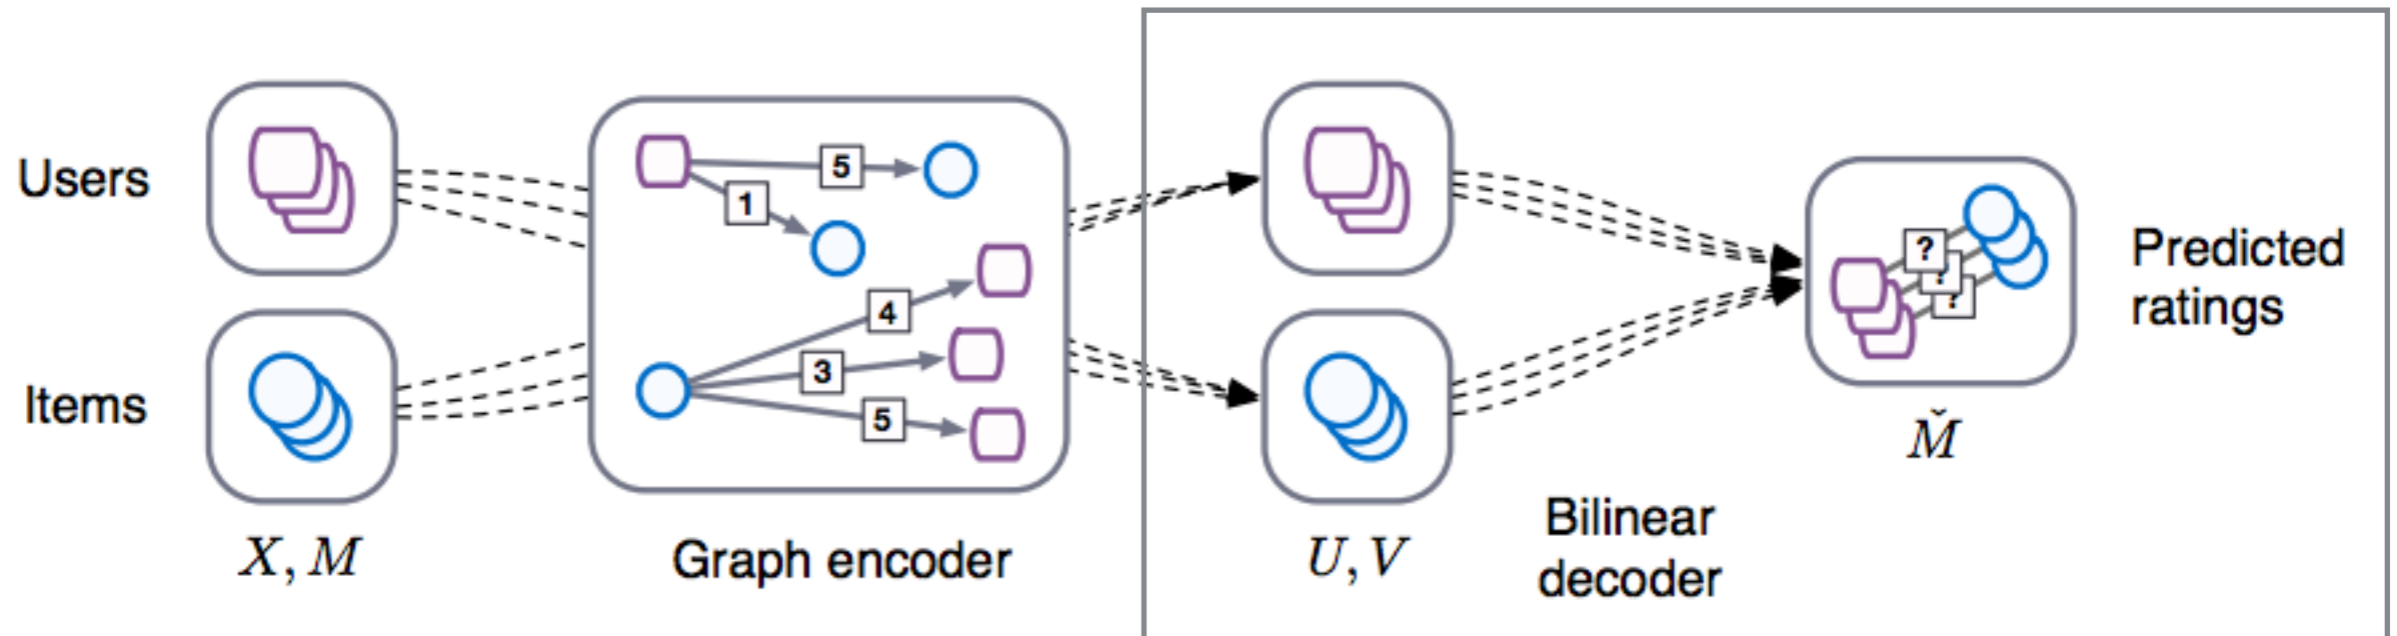 Users
Items
X, M
5
1
4
3
5
Graph encoder
U, V
Bilinear
decoder
?
?
?
M̌
Predicted
ratings